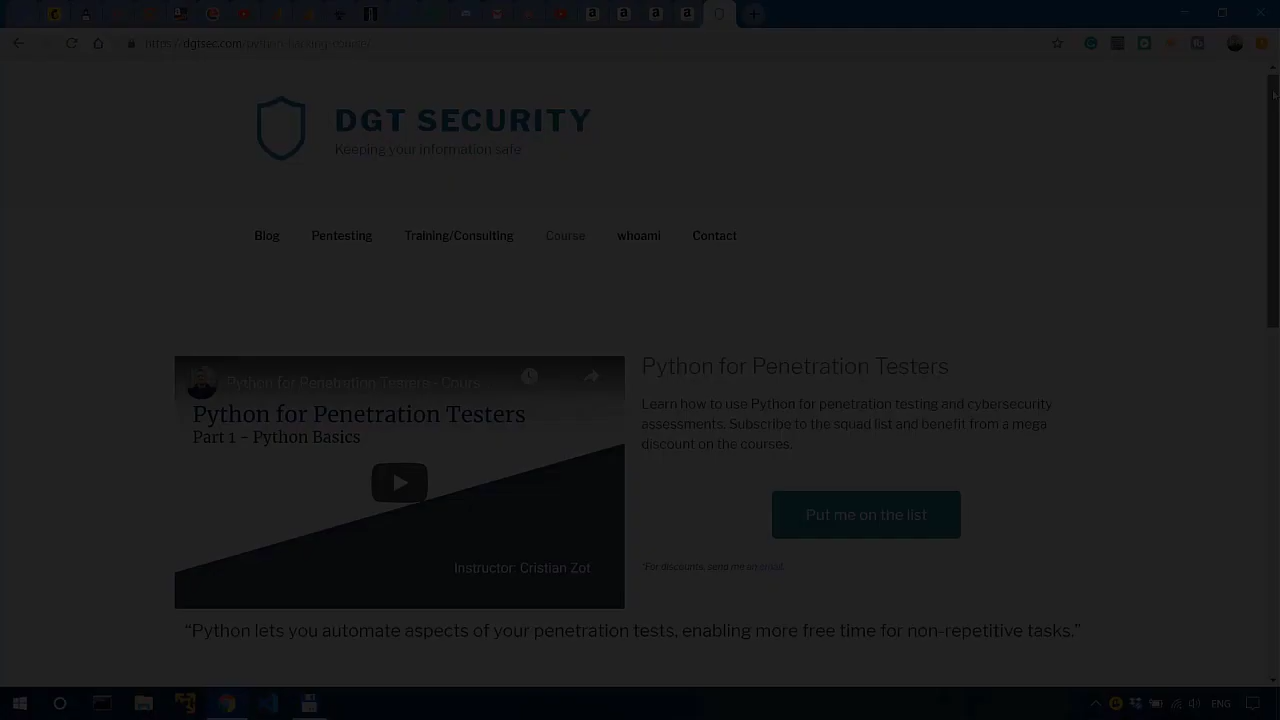 https://dgtsec.com/python-hacking-course/
DGT SECURITY
Keeping your information safe
Blog
Pentesting
Training/Consulting
Course
whoami
Contact
Python for Penetration Testers - Cours
Python for Penetration Testers
Part 1 - Python Basics
Instructor: Cristian Zot
Python for Penetration Testers
Learn how to use Python for penetration testing and cybersecurity
assessments. Subscribe to the squad list and benefit from a mega
discount on the courses.
Put me on the list
*For discounts, send me an email.
“Python lets you automate aspects of your penetration tests, enabling more free time for non-repetitive tasks.”
ENG